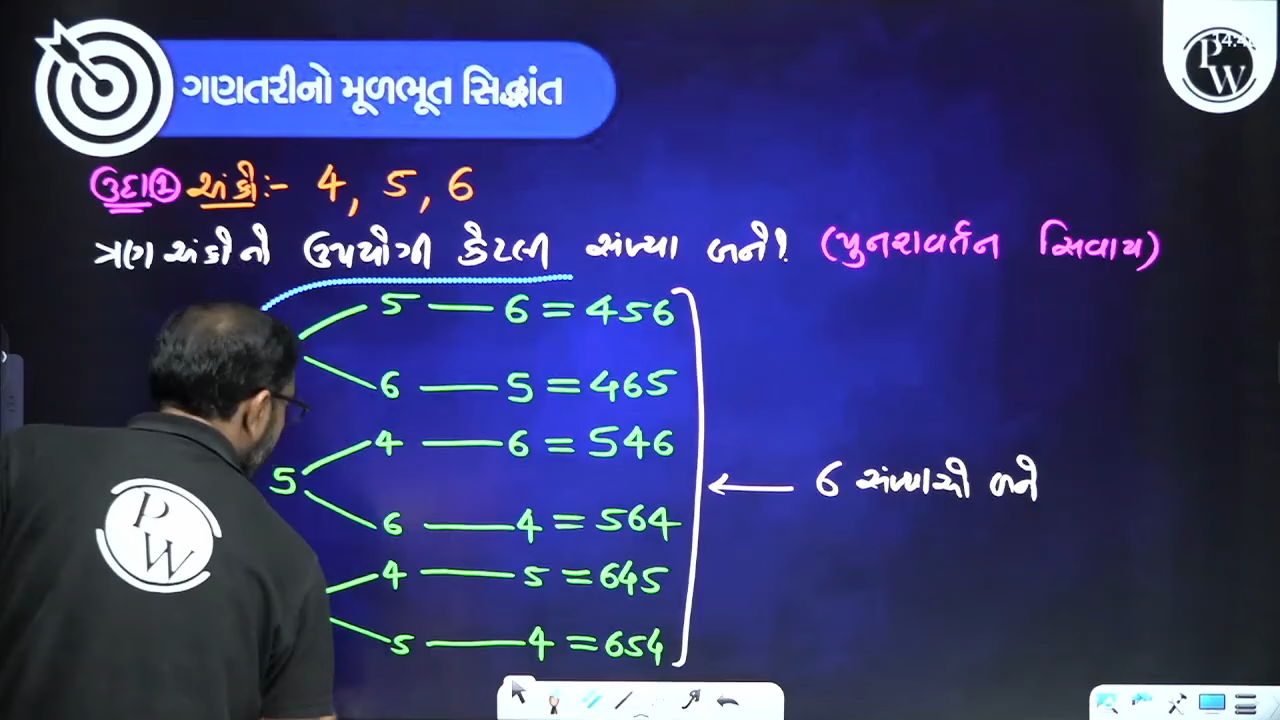 ગણતરીનો મૂળભૂત સિદ્ધાંત
ઉદા① અંકો:- 4, 5, 6
ત્રણ અંકોનો ઉપયોગી કેટલી સંખ્યા બને? (પુનરાવર્તન સિવાય)
5 — 6 = 456
6 — 5 = 465
4 — 6 = 546
5
6 — 4 = 564
4 — 5 = 645
5 — 4 = 654
← 6 સંખ્યાઓ બને
PW
PW